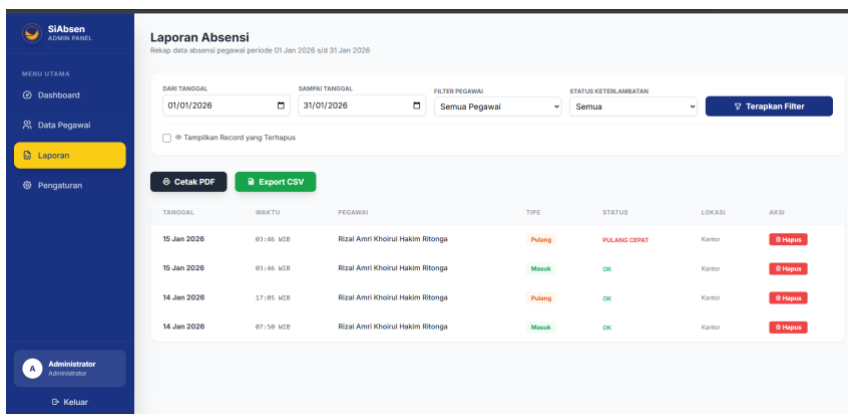 SiAbsen
ADMIN PANEL
MENU UTAMA
Dashboard
Data Pegawai
Laporan
Pengaturan
A
Administrator
Administrator
Keluar
Laporan Absensi
Rekap data absensi pegawai periode 01 Jan 2026 s/d 31 Jan 2026
DARI TANGGAL SAMPAI TANGGAL FILTER PEGAWAI STATUS KETERLAMBATAN
01/01/2026 31/01/2026 Semua Pegawai Semua Terapkan Filter
Tampilkan Record yang Terhapus
Cetak PDF Export CSV
TANGGAL WAKTU PEGAWAI TIPE STATUS LOKASI AKSI
15 Jan 2026 03:46 WIB Rizal Amri Khoirul Hakim Ritonga Pulang PULANG CEPAT Kantor Hapus
15 Jan 2026 03:46 WIB Rizal Amri Khoirul Hakim Ritonga Masuk OK Kantor Hapus
14 Jan 2026 17:05 WIB Rizal Amri Khoirul Hakim Ritonga Pulang OK Kantor Hapus
14 Jan 2026 07:50 WIB Rizal Amri Khoirul Hakim Ritonga Masuk OK Kantor Hapus